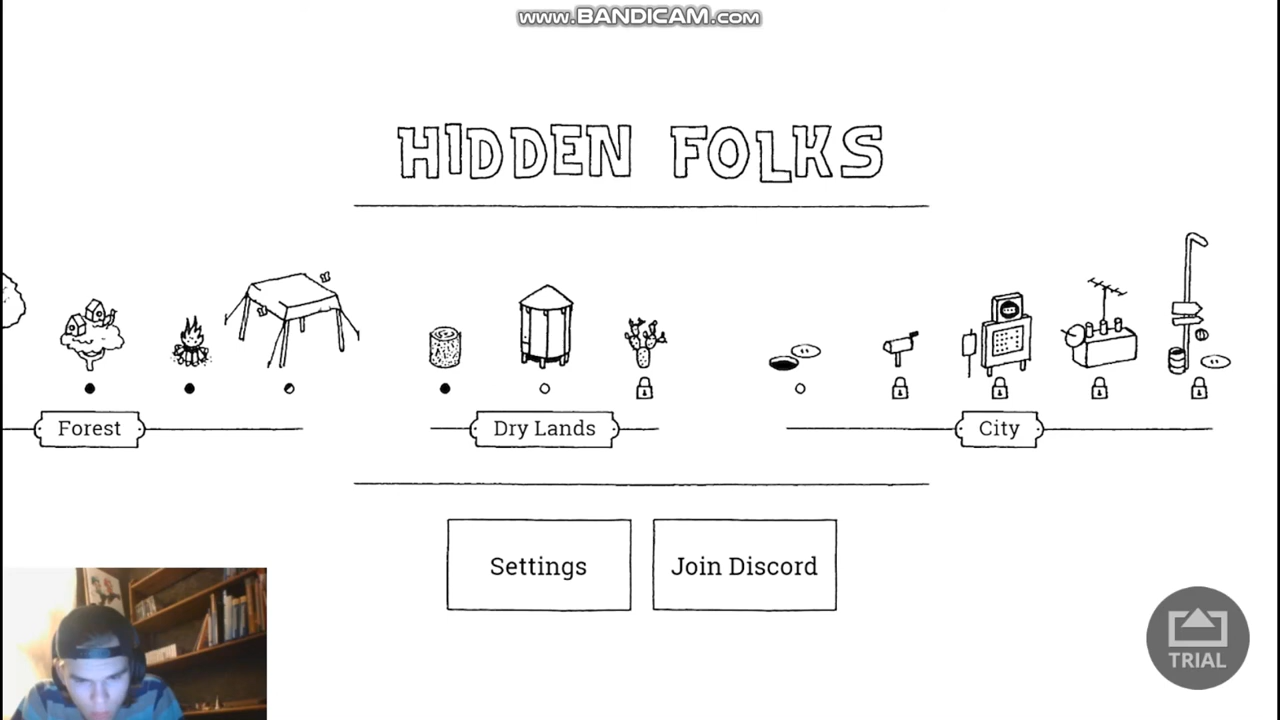 www.BANDICAM.com
HIDDEN FOLKS
Forest
Dry Lands
City
Settings
Join Discord
TRIAL